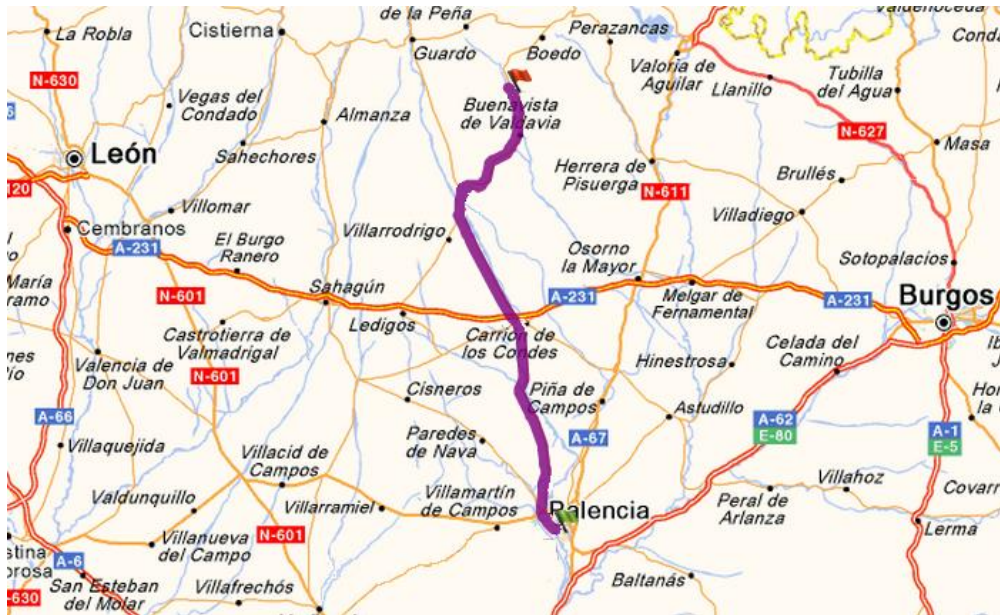 de la Peña
Perazancas
Valdenoceda
La Robla
Cistierna
Guardo
Boedo
Valoria de
Aguilar
Llanillo
Tubilla
del Agua
N-630
Vegas del
Condado
Almanza
Buenavista
de Valdavia
N-627
Masa
León
Sahechores
Herrera de
Pisuerga
Brullés
120
N-611
Villomar
Villadiego
Cembranos
A-231
El Burgo
Ranero
Villarrodrigo
Osorno
la Mayor
Sotopalacios
María
N-601
Sahagún
A-231
Melgar de
Fernamental
A-231
Burgos
Castrotierra de
Valmadrigal
Ledigos
Carrión de
los Condes
Hinestrosa
Celada del
Camino
Valencia de
Don Juan
N-601
Cisneros
Piña de
Campos
Astudillo
A-66
A-62
E-80
A-1
E-5
Villaquejida
Paredes
de Nava
A-67
Villacid de
Campos
Villahoz
Covarr
Valdunquillo
Villarramiel
Villamartín
de Campos
Palencia
Peral de
Arlanza
Lerma
Villanueva
del Campo
N-601
A-6
San Esteban
del Molar
Villafrechós
Baltanás
-630